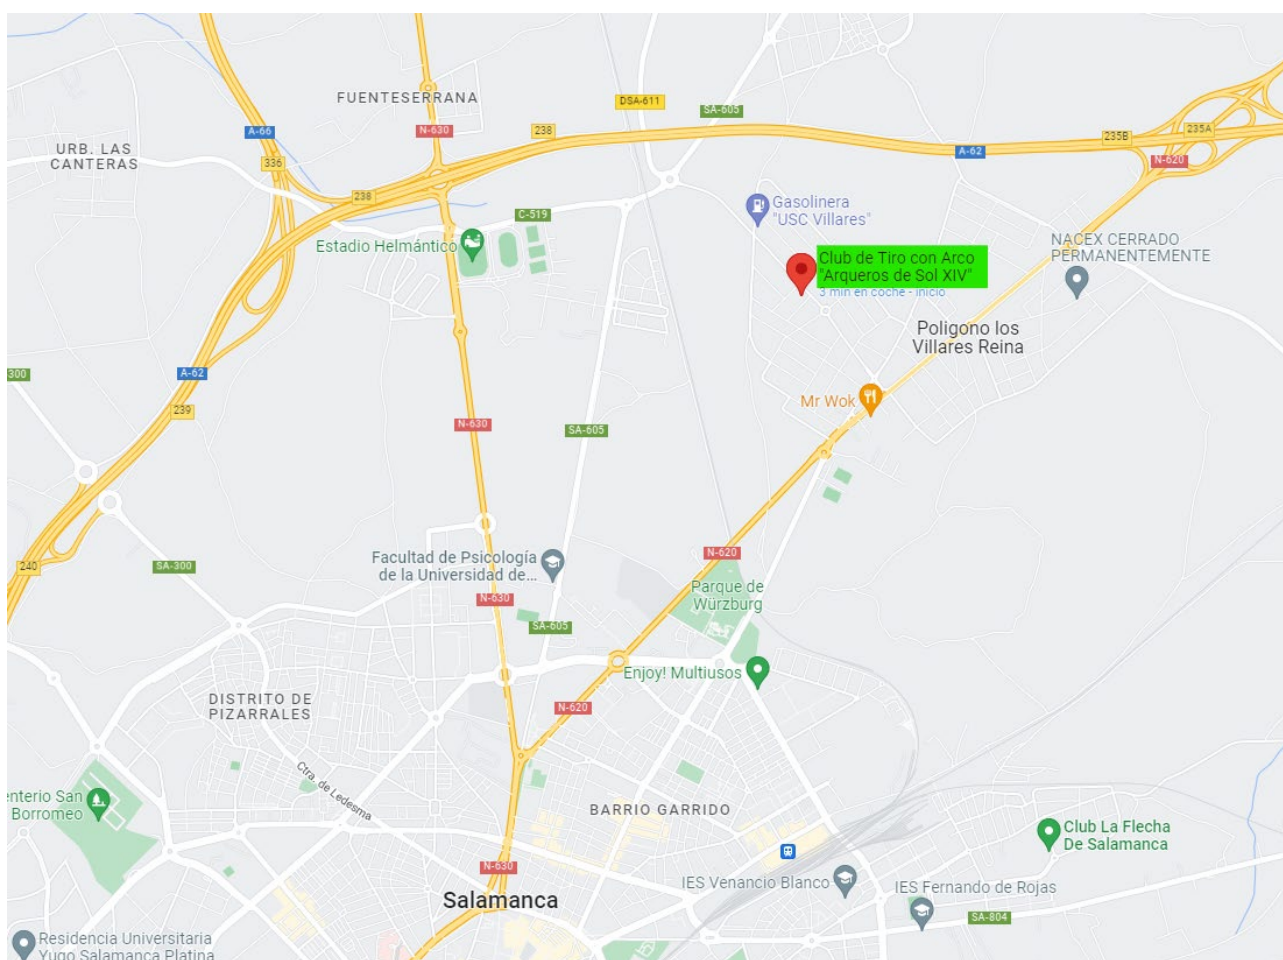 FUENTESERRANA
DSA-611
SA-605
A-66
N-630
238
235B
235A
URB. LAS
CANTERAS
336
A-62
N-620
238
Gasolinera
"USC Villares"
C-519
Estadio Helmántico
NACEX CERRADO
PERMANENTEMENTE
Club de Tiro con Arco
"Arqueros de Sol XIV"
3 min en coche - inicio
Poligono los
Villares Reina
300
A-62
239
Mr Wok
N-630
SA-605
240
SA-300
Facultad de Psicología
de la Universidad de...
N-620
Parque de
Würzburg
N-630
SA-605
Enjoy! Multiusos
DISTRITO DE
PIZARRALES
N-620
Ctra. de Ledesma
enterio San
Borromeo
BARRIO GARRIDO
Club La Flecha
De Salamanca
N-630
Salamanca
IES Venancio Blanco
IES Fernando de Rojas
SA-804
Residencia Universitaria
Yugo Salamanca Platina